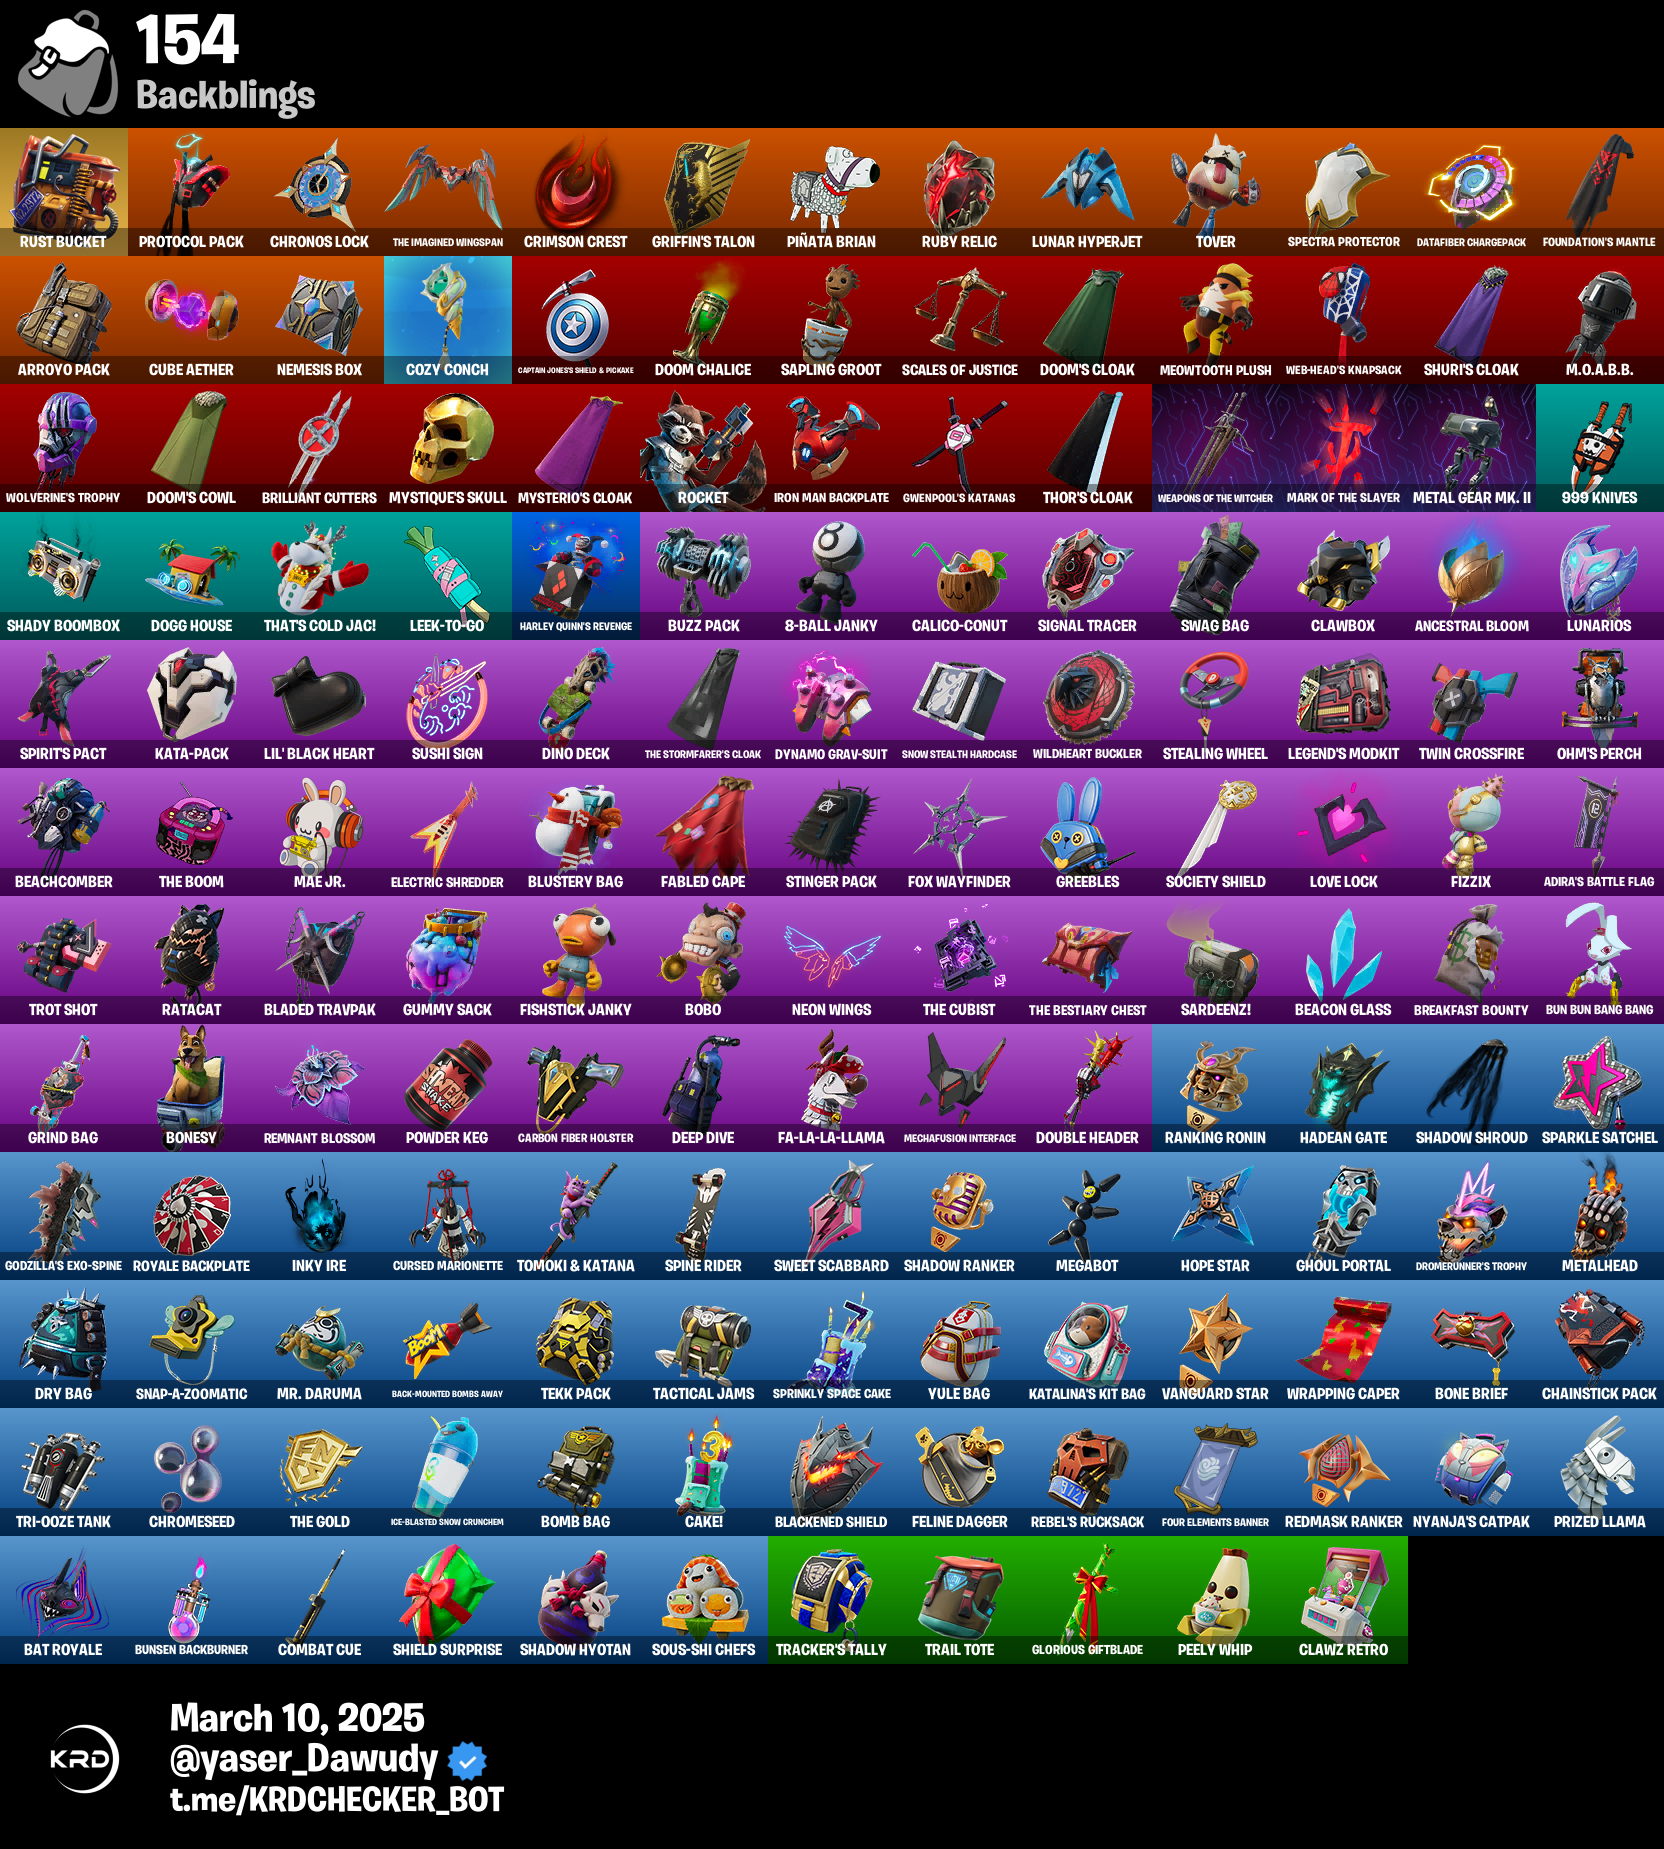 154
Backblings
RUST BUCKET
PROTOCOL PACK
CHRONOS LOCK
THE IMAGINED WINGSPAN
CRIMSON CREST
GRIFFIN'S TALON
PIÑATA BRIAN
RUBY RELIC
LUNAR HYPERJET
TOVER
SPECTRA PROTECTOR
DATAFIBER CHARGEPACK
FOUNDATION'S MANTLE
ARROYO PACK
CUBE AETHER
NEMESIS BOX
COZY CONCH
CAPTAIN JONES'S SHIELD & PICKAXE
DOOM CHALICE
SAPLING GROOT
SCALES OF JUSTICE
DOOM'S CLOAK
MEOWTOOTH PLUSH
WEB-HEAD'S KNAPSACK
SHURI'S CLOAK
M.O.A.B.B.
WOLVERINE'S TROPHY
DOOM'S COWL
BRILLIANT CUTTERS
MYSTIQUE'S SKULL
MYSTERIO'S CLOAK
ROCKET
IRON MAN BACKPLATE
GWENPOOL'S KATANAS
THOR'S CLOAK
WEAPONS OF THE WITCHER
MARK OF THE SLAYER
METAL GEAR MK. II
999 KNIVES
SHADY BOOMBOX
DOGG HOUSE
THAT'S COLD JAC!
LEEK-TO-GO
HARLEY QUINN'S REVENGE
BUZZ PACK
8-BALL JANKY
CALICO-CONUT
SIGNAL TRACER
SWAG BAG
CLAWBOX
ANCESTRAL BLOOM
LUNARIOS
SPIRIT'S PACT
KATA-PACK
LIL' BLACK HEART
SUSHI SIGN
DINO DECK
THE STORMFARER'S CLOAK
DYNAMO GRAV-SUIT
SNOW STEALTH HARDCASE
WILDHEART BUCKLER
STEALING WHEEL
LEGEND'S MODKIT
TWIN CROSSFIRE
OHM'S PERCH
BEACHCOMBER
THE BOOM
MAE JR.
ELECTRIC SHREDDER
BLUSTERY BAG
FABLED CAPE
STINGER PACK
FOX WAYFINDER
GREEBLES
SOCIETY SHIELD
LOVE LOCK
FIZZIX
ADIRA'S BATTLE FLAG
TROT SHOT
RATACAT
BLADED TRAVPAK
GUMMY SACK
FISHSTICK JANKY
BOBO
NEON WINGS
THE CUBIST
THE BESTIARY CHEST
SARDEENZ!
BEACON GLASS
BREAKFAST BOUNTY
BUN BUN BANG BANG
GRIND BAG
BONESY
REMNANT BLOSSOM
POWDER KEG
CARBON FIBER HOLSTER
DEEP DIVE
FA-LA-LA-LLAMA
MECHAFUSION INTERFACE
DOUBLE HEADER
RANKING RONIN
HADEAN GATE
SHADOW SHROUD
SPARKLE SATCHEL
GODZILLA'S EXO-SPINE
ROYALE BACKPLATE
INKY IRE
CURSED MARIONETTE
TOMOKI & KATANA
SPINE RIDER
SWEET SCABBARD
SHADOW RANKER
MEGABOT
HOPE STAR
GHOUL PORTAL
DROMERUNNER'S TROPHY
METALHEAD
DRY BAG
SNAP-A-ZOOMATIC
MR. DARUMA
BACK-MOUNTED BOMBS AWAY
TEKK PACK
TACTICAL JAMS
SPRINKLY SPACE CAKE
YULE BAG
KATALINA'S KIT BAG
VANGUARD STAR
WRAPPING CAPER
BONE BRIEF
CHAINSTICK PACK
TRI-OOZE TANK
CHROMESEED
THE GOLD
ICE-BLASTED SNOW CRUNCHEM
BOMB BAG
CAKE!
BLACKENED SHIELD
FELINE DAGGER
REBEL'S RUCKSACK
FOUR ELEMENTS BANNER
REDMASK RANKER
NYANJA'S CATPAK
PRIZED LLAMA
BAT ROYALE
BUNSEN BACKBURNER
COMBAT CUE
SHIELD SURPRISE
SHADOW HYOTAN
SOUS-SHI CHEFS
TRACKER'S TALLY
TRAIL TOTE
GLORIOUS GIFTBLADE
PEELY WHIP
CLAWZ RETRO
KRD
March 10, 2025
@yaser_Dawudy
t.me/KRDCHECKER_BOT